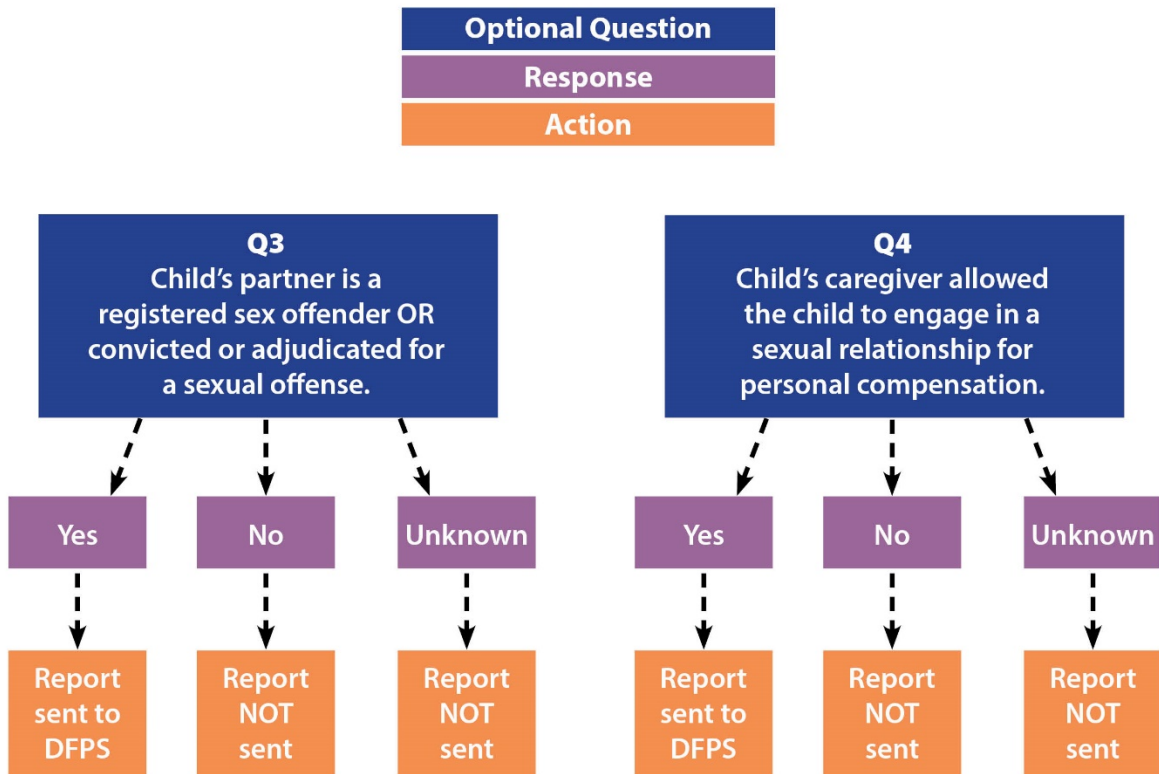 Optional Question
Response
Action
Q3
Child’s partner is a
registered sex offender OR
convicted or adjudicated for
a sexual offense.
Yes
No
Unknown
Report
sent to
DFPS
Report
NOT
sent
Report
NOT
sent
Q4
Child’s caregiver allowed
the child to engage in a
sexual relationship for
personal compensation.
Yes
No
Unknown
Report
sent to
DFPS
Report
NOT
sent
Report
NOT
sent